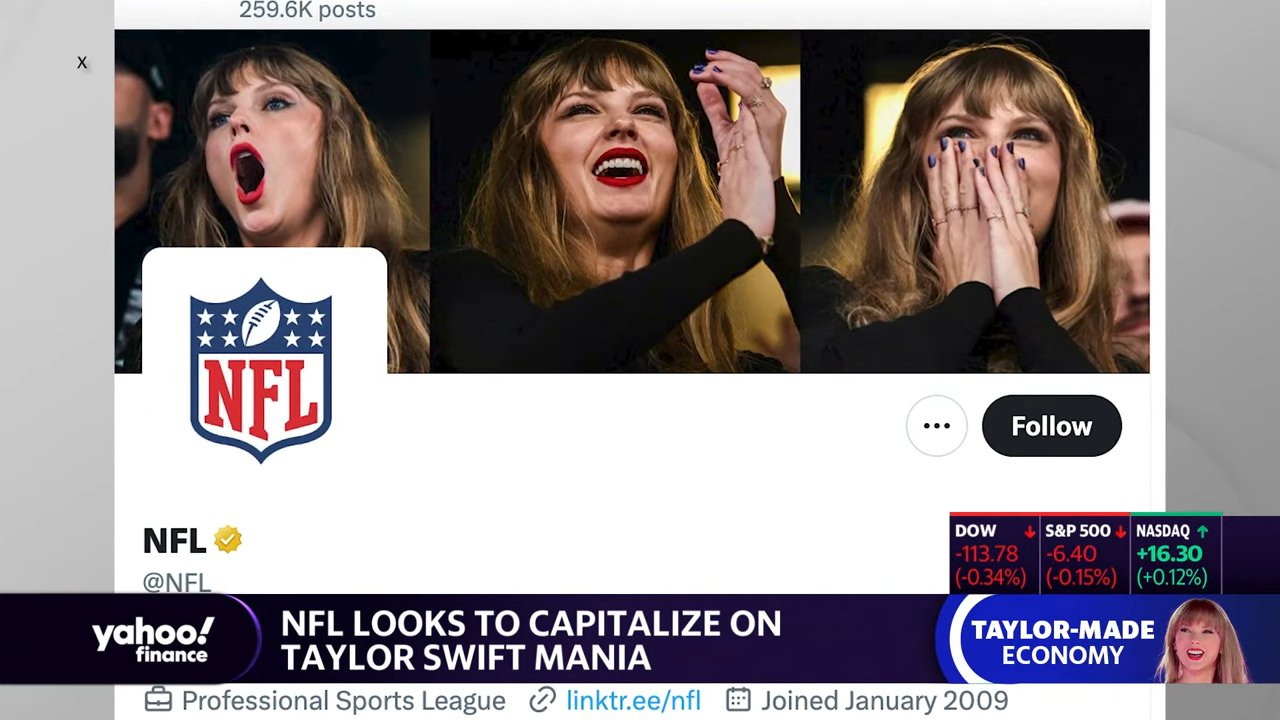 259.6K posts
X
NFL
Follow
NFL
@NFL
DOW
S&P 500
NASDAQ
-113.78
-6.40
+16.30
(-0.34%)
(-0.15%)
(+0.12%)
yahoo!
finance
NFL LOOKS TO CAPITALIZE ON
TAYLOR SWIFT MANIA
TAYLOR-MADE
ECONOMY
Professional Sports League linktr.ee/nfl Joined January 2009